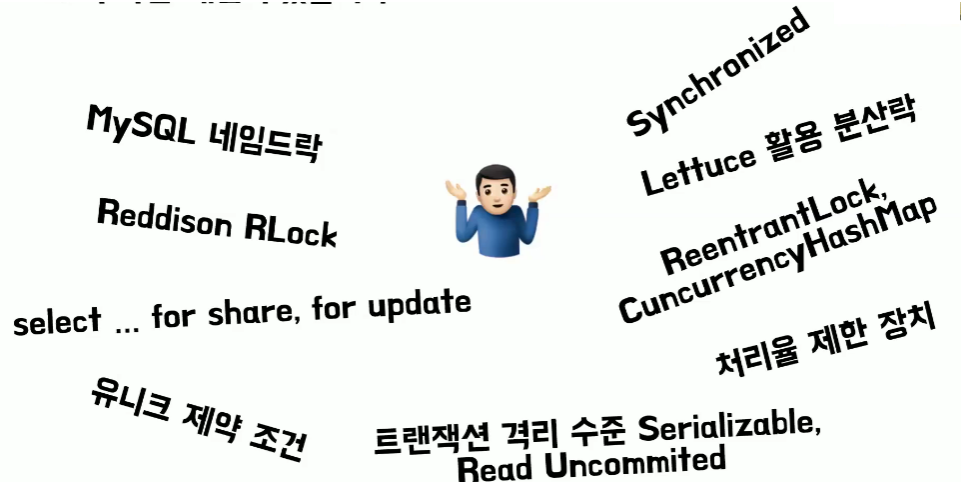 MySQL 네임드락
Synchronized
Lettuce 활용 분산락
Reddison RLock
ReentrantLock,
CuncurrencyHashMap
select ... for share, for update
처리율 제한 장치
유니크 제약 조건
트랜잭션 격리 수준 Serializable,
Read Uncommited